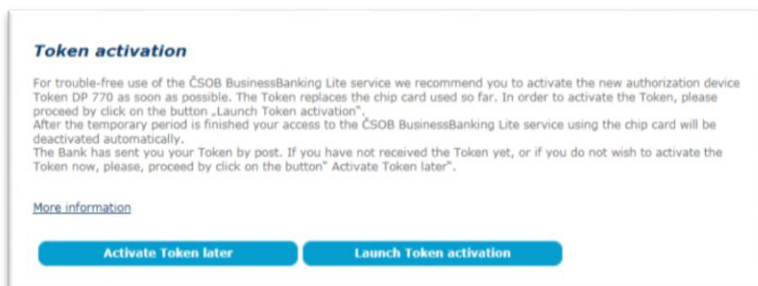 Token activation
For trouble-free use of the ČSOB BusinessBanking Lite service we recommend you to activate the new authorization device
Token DP 770 as soon as possible. The Token replaces the chip card used so far. In order to activate the Token, please
proceed by click on the button „Launch Token activation".
After the temporary period is finished your access to the ČSOB BusinessBanking Lite service using the chip card will be
deactivated automatically.
The Bank has sent you your Token by post. If you have not received the Token yet, or if you do not wish to activate the
Token now, please, proceed by click on the button" Activate Token later".
More information
Activate Token later Launch Token activation